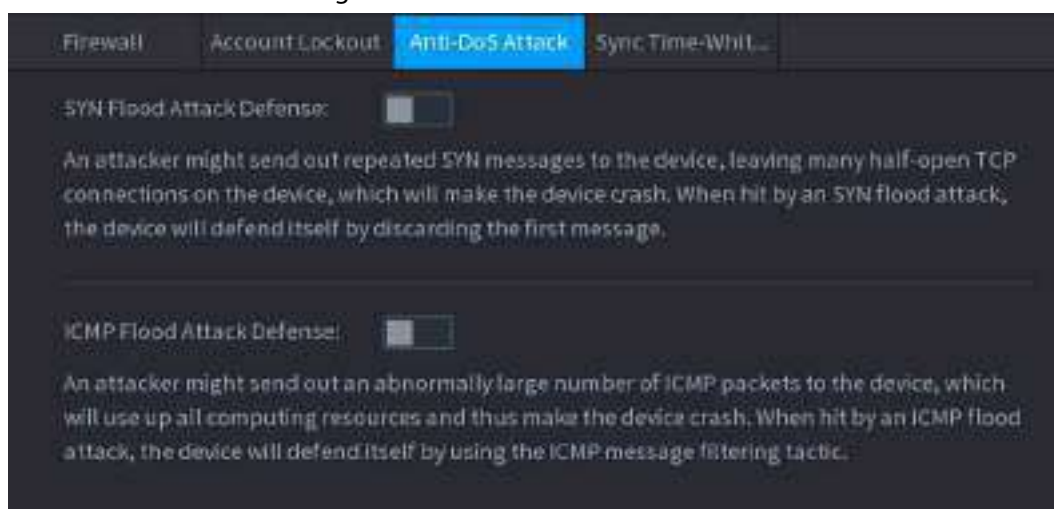 Firewall Account Lockout Anti-DoS Attack Sync Time-Whit...
SYN Flood Attack Defense:
An attacker might send out repeated SYN messages to the device, leaving many half-open TCP
connections on the device, which will make the device crash. When hit by an SYN flood attack,
the device will defend itself by discarding the first message.
ICMP Flood Attack Defense:
An attacker might send out an abnormally large number of ICMP packets to the device, which
will use up all computing resources and thus make the device crash. When hit by an ICMP flood
attack, the device will defend itself by using the ICMP message filtering tactic.